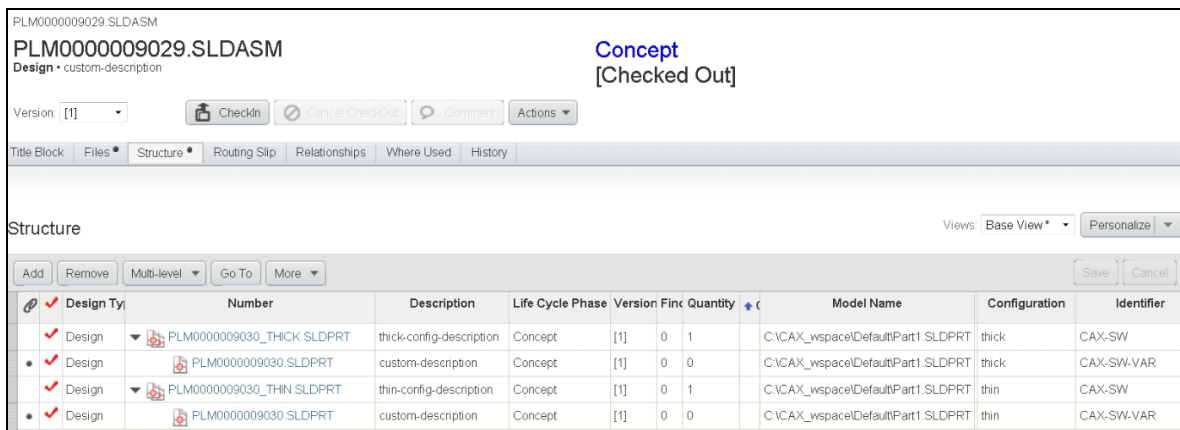 PLM0000009029.SLDASM
PLM0000009029.SLDASM
Design • custom-description
Concept
[Checked Out]
Version: [1] CheckIn Cancel CheckOut Comment Actions
Title Block Files Structure Routing Slip Relationships Where Used History
Structure Views: Base View* Personalize
Add Remove Multi-level Go To More Save Cancel
Design Ty Number Description Life Cycle Phase Version Find Quantity Model Name Configuration Identifier
Design PLM0000009030_THICK.SLDPRT thick-config-description Concept [1] 0 1 C:\CAX_wspace\Default\Part1.SLDPRT thick CAX-SW
Design PLM0000009030.SLDPRT custom-description Concept [1] 0 0 C:\CAX_wspace\Default\Part1.SLDPRT thick CAX-SW-VAR
Design PLM0000009030_THIN.SLDPRT thin-config-description Concept [1] 0 1 C:\CAX_wspace\Default\Part1.SLDPRT thin CAX-SW
Design PLM0000009030.SLDPRT custom-description Concept [1] 0 0 C:\CAX_wspace\Default\Part1.SLDPRT thin CAX-SW-VAR